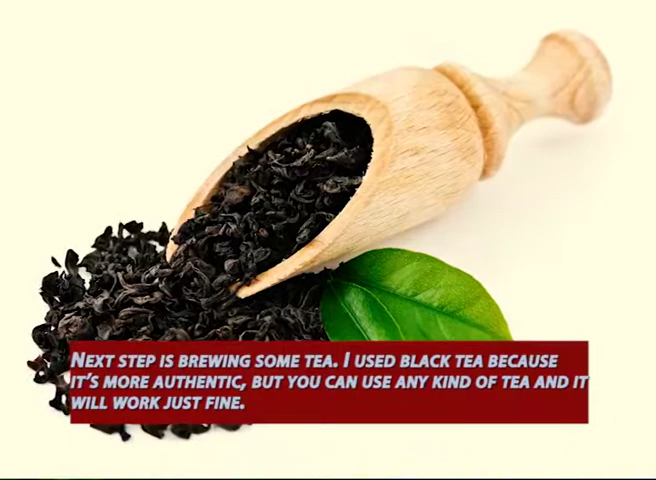 Next step is brewing some tea. I used black tea because
it's more authentic, but you can use any kind of tea and it
will work just fine.